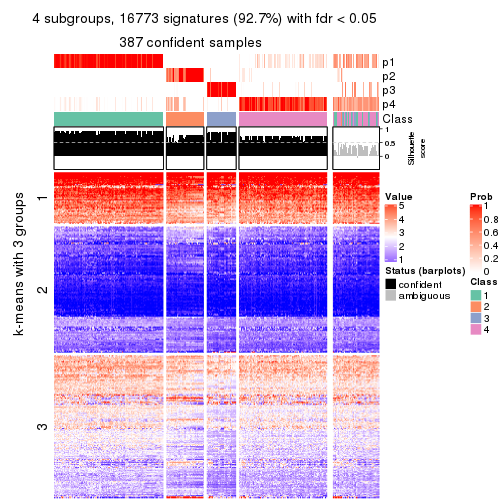 4 subgroups, 16773 signatures (92.7%) with fdr < 0.05
387 confident samples
p1
p2
p3
p4
Class
1
0.5
0
Silhouette
score
k-means with 3 groups
1
2
3
Value
5
4
3
2
1
Status (barplots)
confident
ambiguous
Prob
1
0.8
0.6
0.4
0.2
0
Class
1
2
3
4